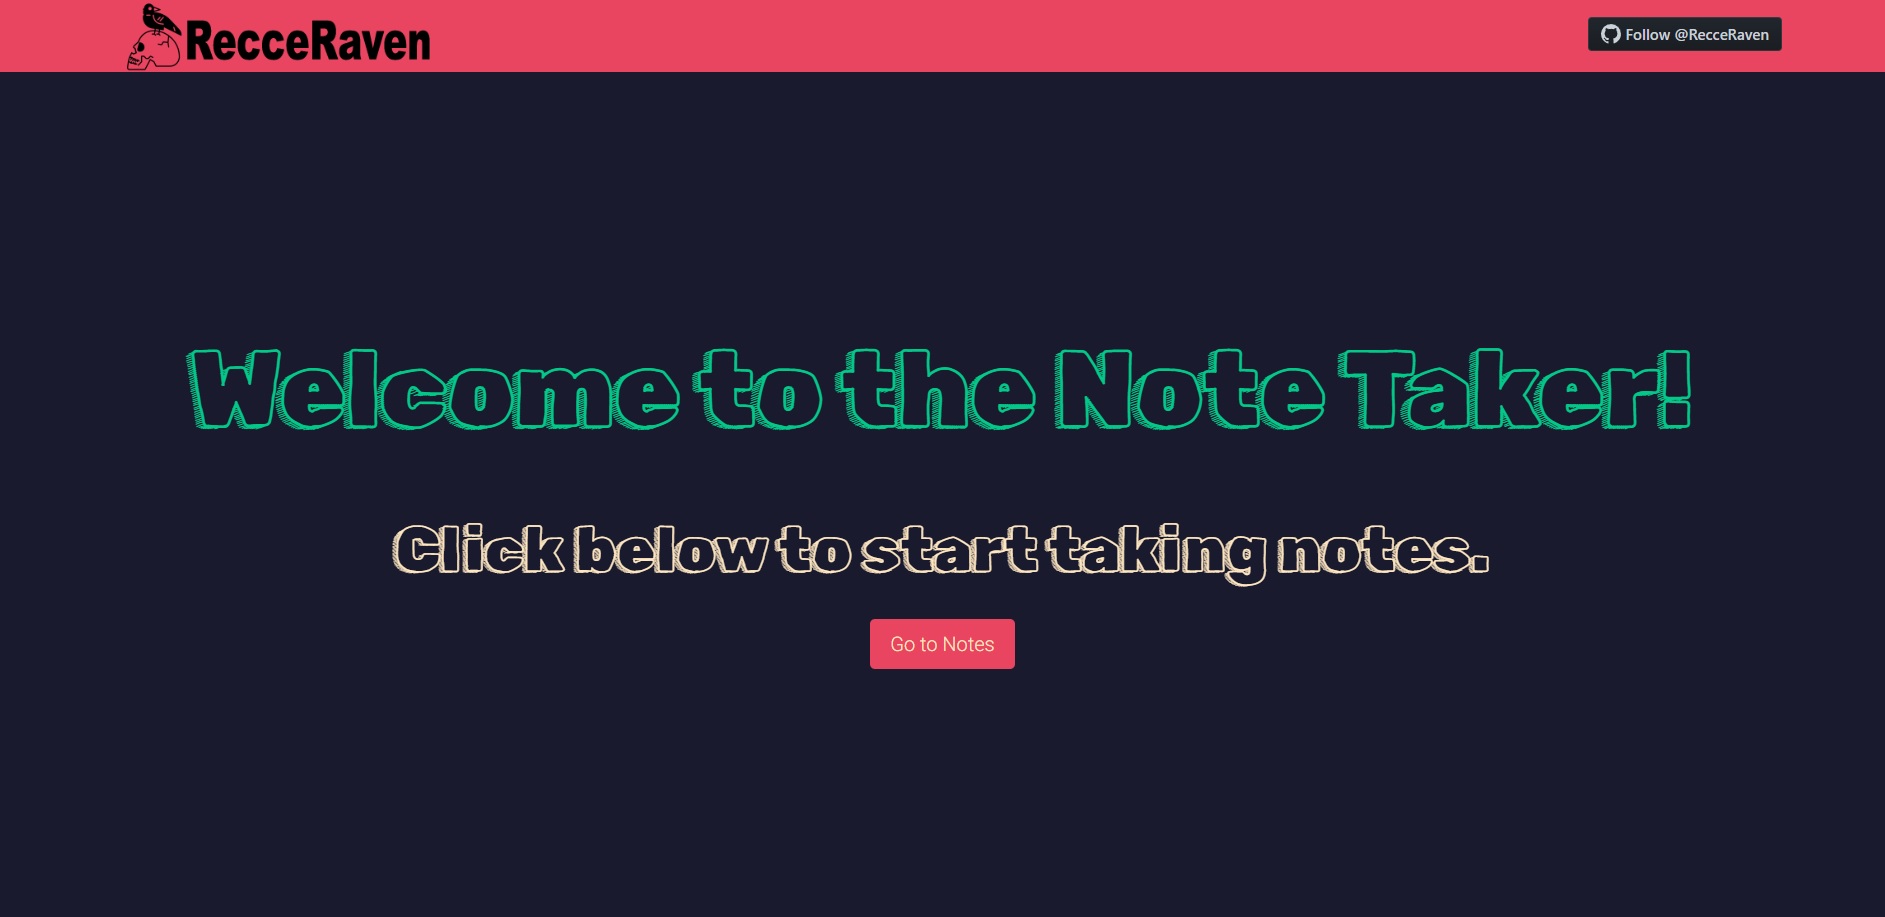 RecceRaven
Follow @RecceRaven
Welcome to the Note Taker!
Click below to start taking notes.
Go to Notes